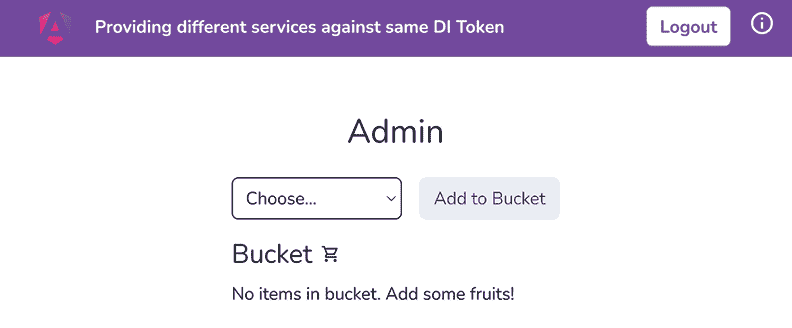 Providing different services against same DI Token
Logout
Admin
Choose...
Add to Bucket
Bucket
No items in bucket. Add some fruits!